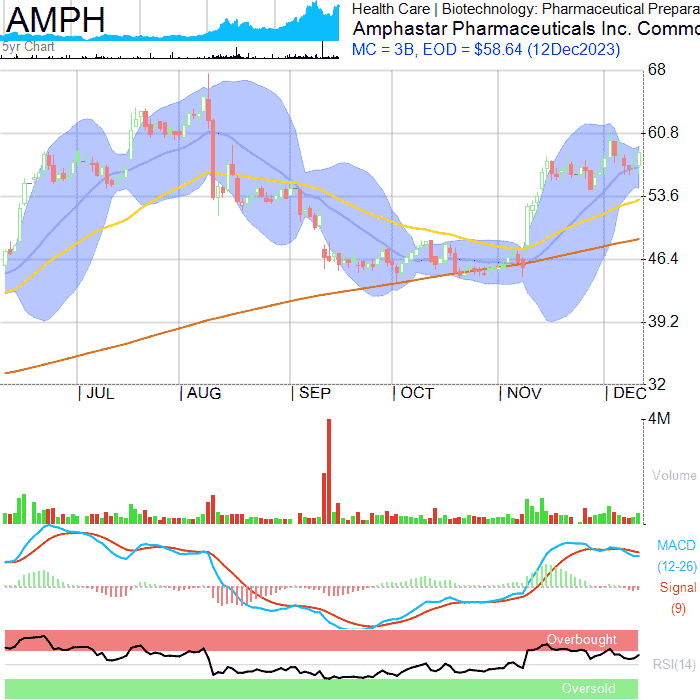 AMPH
5yr Chart
Health Care | Biotechnology: Pharmaceutical Prepara
Amphastar Pharmaceuticals Inc. Commo
MC = 3B, EOD = $58.64 (12Dec2023)
68
60.8
53.6
46.4
39.2
32
| JUL | AUG | SEP | OCT | NOV | DEC
4M
Volume
MACD
(12-26)
Signal
(9)
Overbought
RSI(14)
Oversold